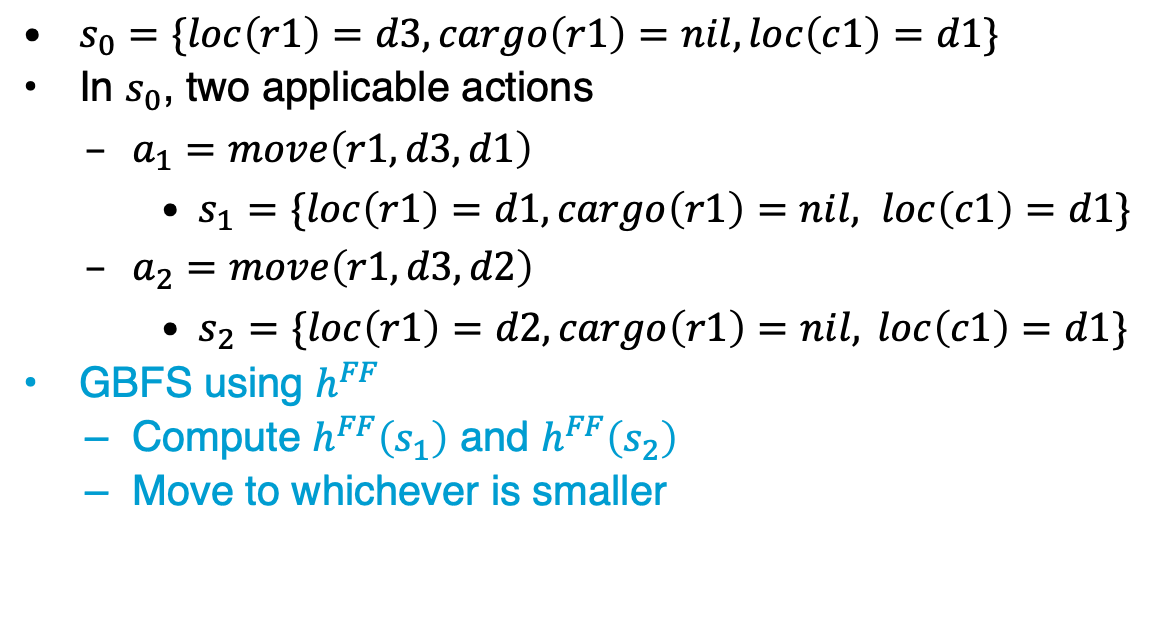 • s₀ = {loc(r1) = d3, cargo(r1) = nil, loc(c1) = d1}
• In s₀, two applicable actions
– a₁ = move(r1, d3, d1)
• s₁ = {loc(r1) = d1, cargo(r1) = nil, loc(c1) = d1}
– a₂ = move(r1, d3, d2)
• s₂ = {loc(r1) = d2, cargo(r1) = nil, loc(c1) = d1}
• GBFS using h^FF
– Compute h^FF(s₁) and h^FF(s₂)
– Move to whichever is smaller